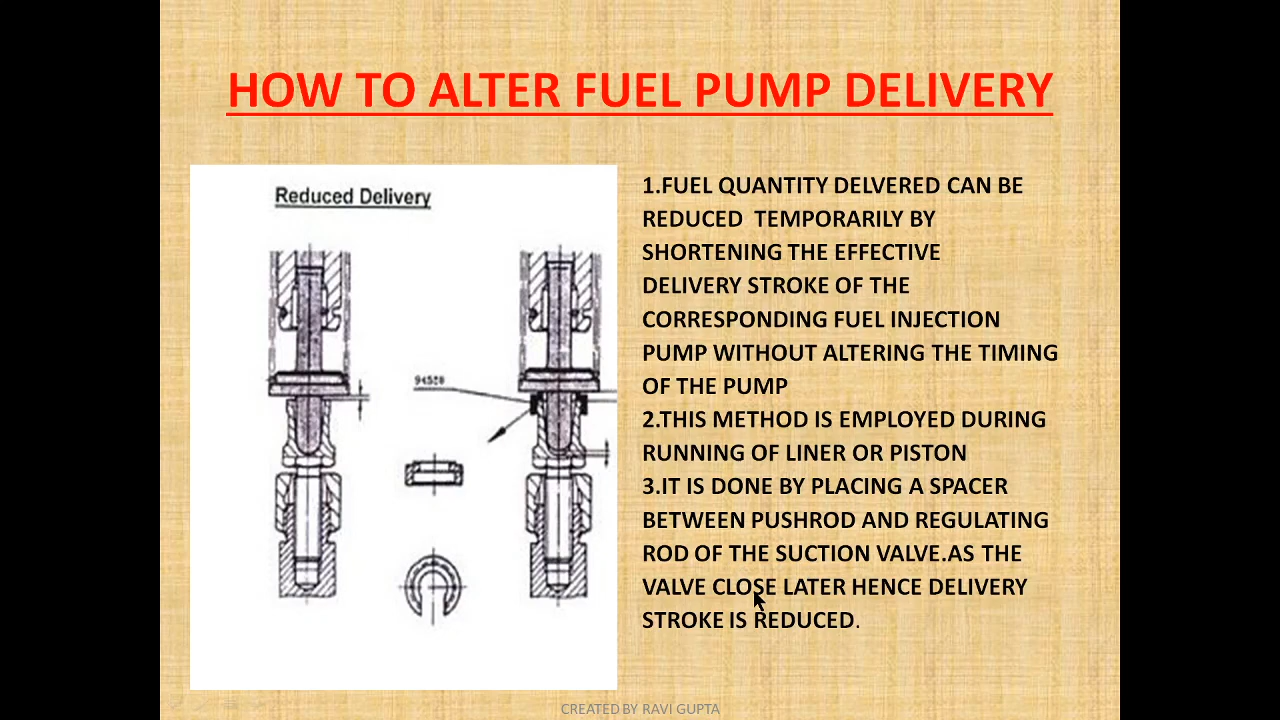 HOW TO ALTER FUEL PUMP DELIVERY
Reduced Delivery
94520
1.FUEL QUANTITY DELVERED CAN BE
REDUCED TEMPORARILY BY
SHORTENING THE EFFECTIVE
DELIVERY STROKE OF THE
CORRESPONDING FUEL INJECTION
PUMP WITHOUT ALTERING THE TIMING
OF THE PUMP
2.THIS METHOD IS EMPLOYED DURING
RUNNING OF LINER OR PISTON
3.IT IS DONE BY PLACING A SPACER
BETWEEN PUSHROD AND REGULATING
ROD OF THE SUCTION VALVE.AS THE
VALVE CLOSE LATER HENCE DELIVERY
STROKE IS REDUCED.
CREATED BY RAVI GUPTA